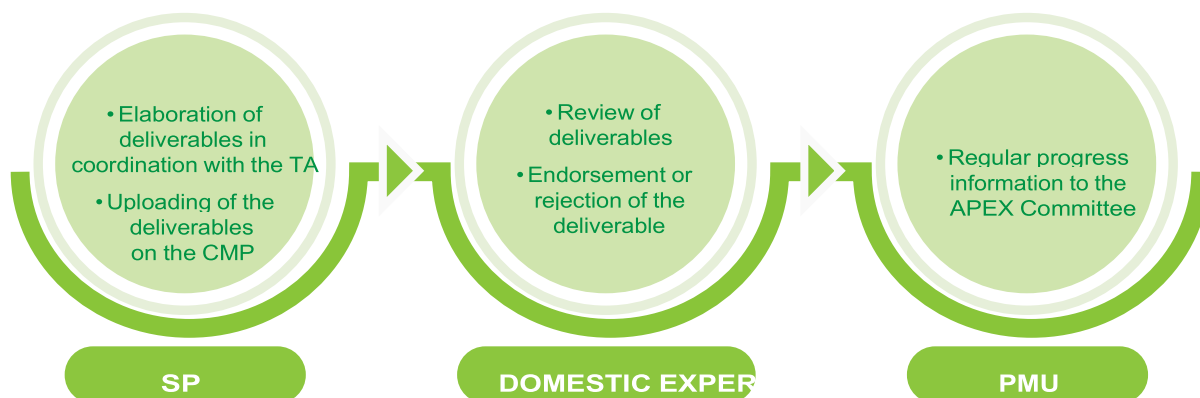 • Elaboration of
deliverables in
coordination with the TA
• Uploading of the
deliverables
on the CMP
SP
• Review of
deliverables
• Endorsement or
rejection of the
deliverable
DOMESTIC EXPER
• Regular progress
information to the
APEX Committee
PMU